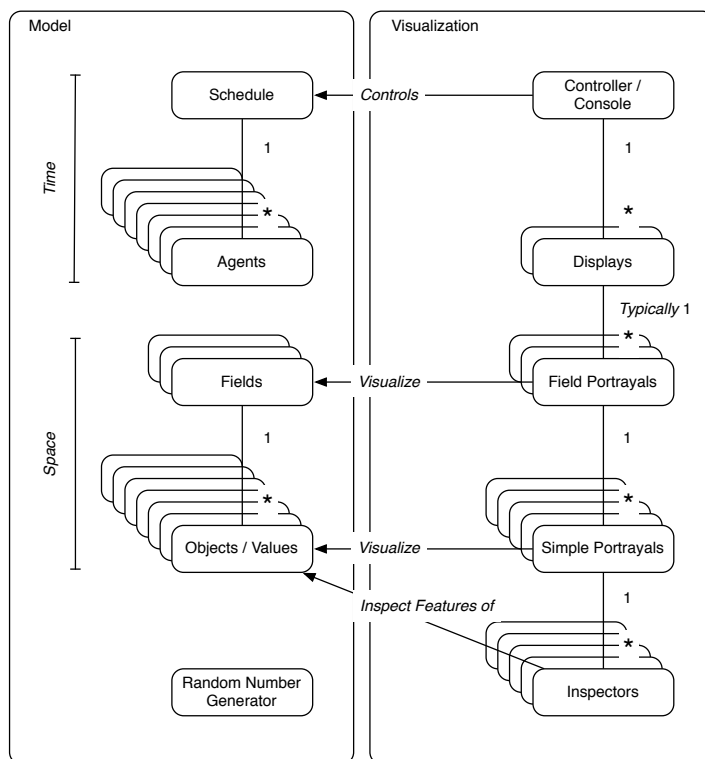 Model
Visualization
Schedule
Controls
Controller /
Console
1
1
Time
*
*
Agents
Displays
Typically 1
*
Fields
Visualize
Field Portrayals
1
1
Space
*
*
Objects / Values
Visualize
Simple Portrayals
1
Inspect Features of
*
Random Number
Generator
Inspectors